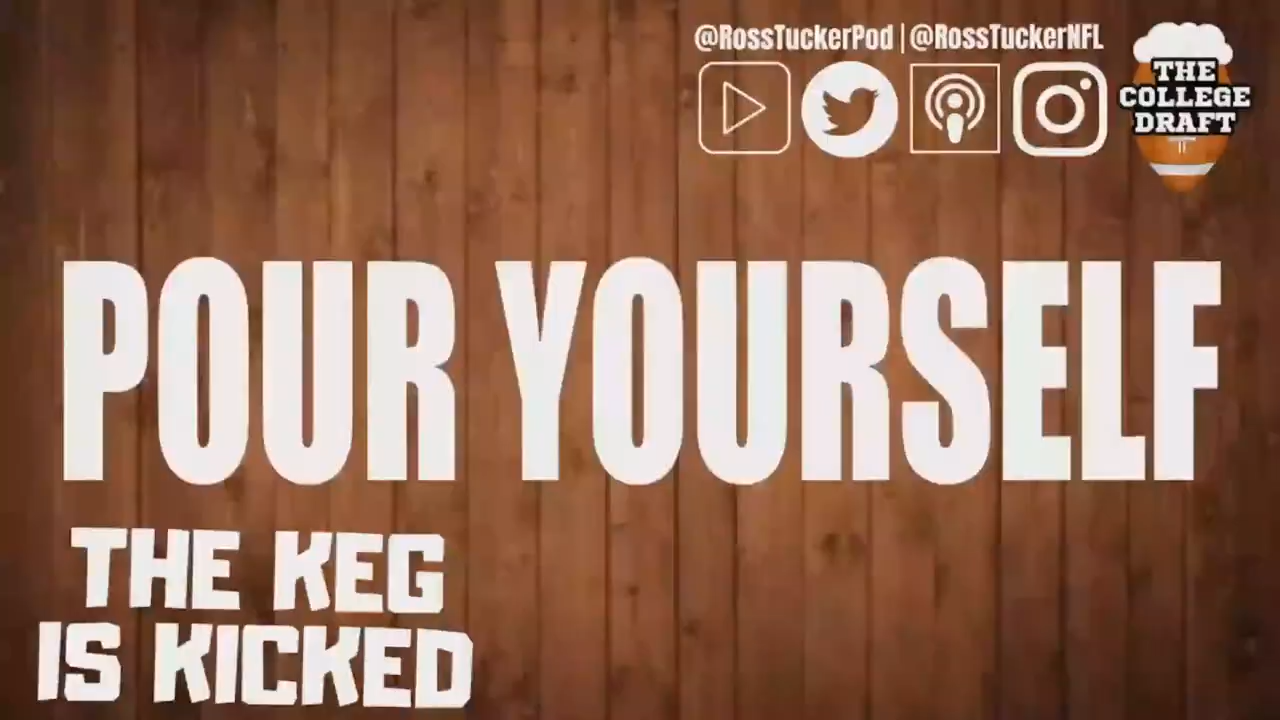 @RossTuckerPod | @RossTuckerNFL
THE
COLLEGE
DRAFT
POUR YOURSELF
THE KEG
IS KICKED